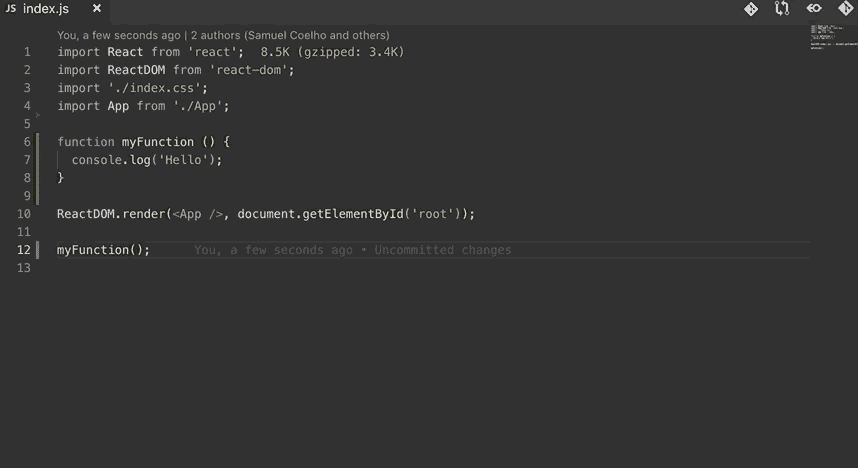 JS index.js ×
You, a few seconds ago | 2 authors (Samuel Coelho and others)
1 import React from 'react'; 8.5K (gzipped: 3.4K)
2 import ReactDOM from 'react-dom';
3 import './index.css';
4 import App from './App';
5
6 function myFunction () {
7 console.log('Hello');
8 }
9
10 ReactDOM.render(<App />, document.getElementById('root'));
11
12 myFunction(); You, a few seconds ago • Uncommitted changes
13